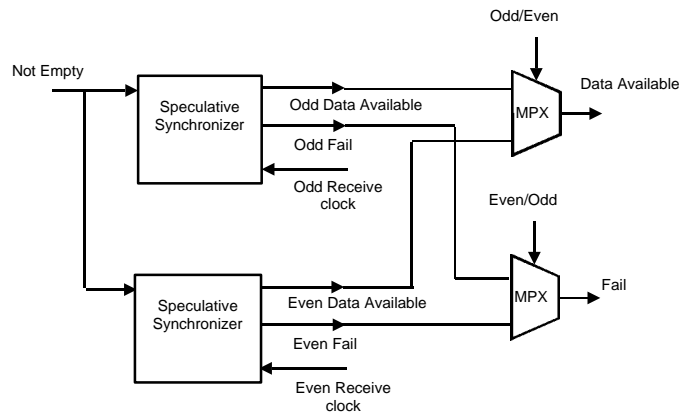 Odd/Even
Not Empty
Data Available
Speculative
Synchronizer
Odd Data Available
MPX
Odd Fail
Odd Receive
clock
Even/Odd
Speculative
Synchronizer
Even Data Available
MPX
Fail
Even Fail
Even Receive
clock